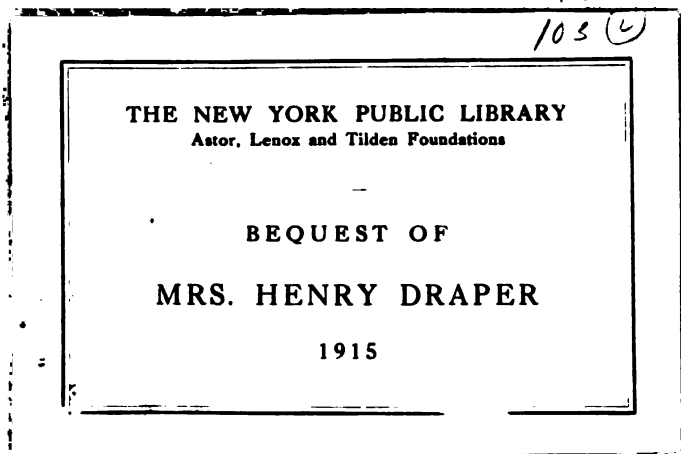 103 (L)
THE NEW YORK PUBLIC LIBRARY
Astor, Lenox and Tilden Foundations
BEQUEST OF
MRS. HENRY DRAPER
1915